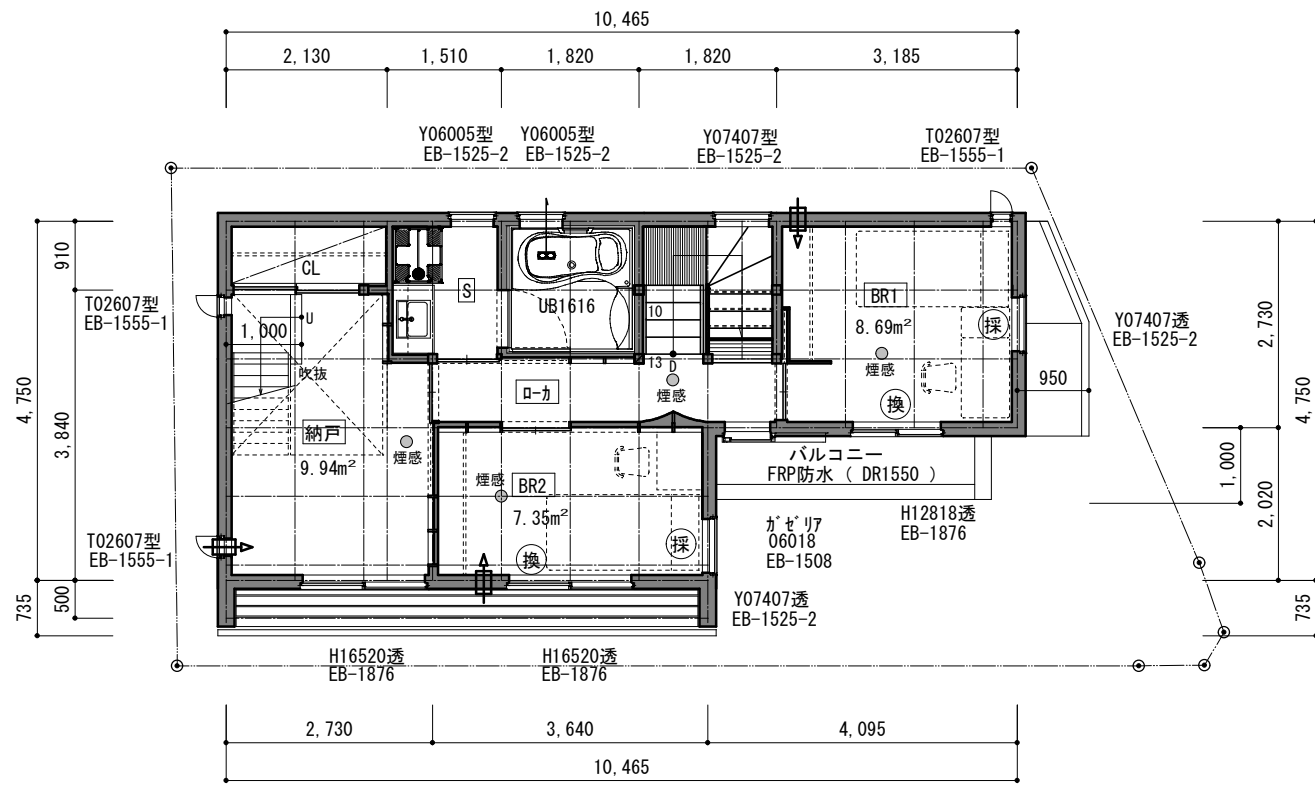 10,465
2,130
1,510
1,820
1,820
3,185
Y06005型
EB-1525-2
Y06005型
EB-1525-2
Y07407型
EB-1525-2
T02607型
EB-1555-1
910
3,840
4,750
500
735
T02607型
EB-1555-1
T02607型
EB-1555-1
CL
S
UB1616
BR1
8.69m²
採
換
煙感
U
1,000
吹抜
納戸
9.94m²
煙感
ﾛｰｶ
10
13
D
煙感
煙感
BR2
7.35m²
採
換
バルコニー
FRP防水 ( DR1550 )
950
Y07407透
EB-1525-2
2,730
4,750
1,000
2,020
735
H12818透
EB-1876
ｶﾞｾﾞﾘｱ
06018
EB-1508
Y07407透
EB-1525-2
H16520透
EB-1876
H16520透
EB-1876
2,730
3,640
4,095
10,465